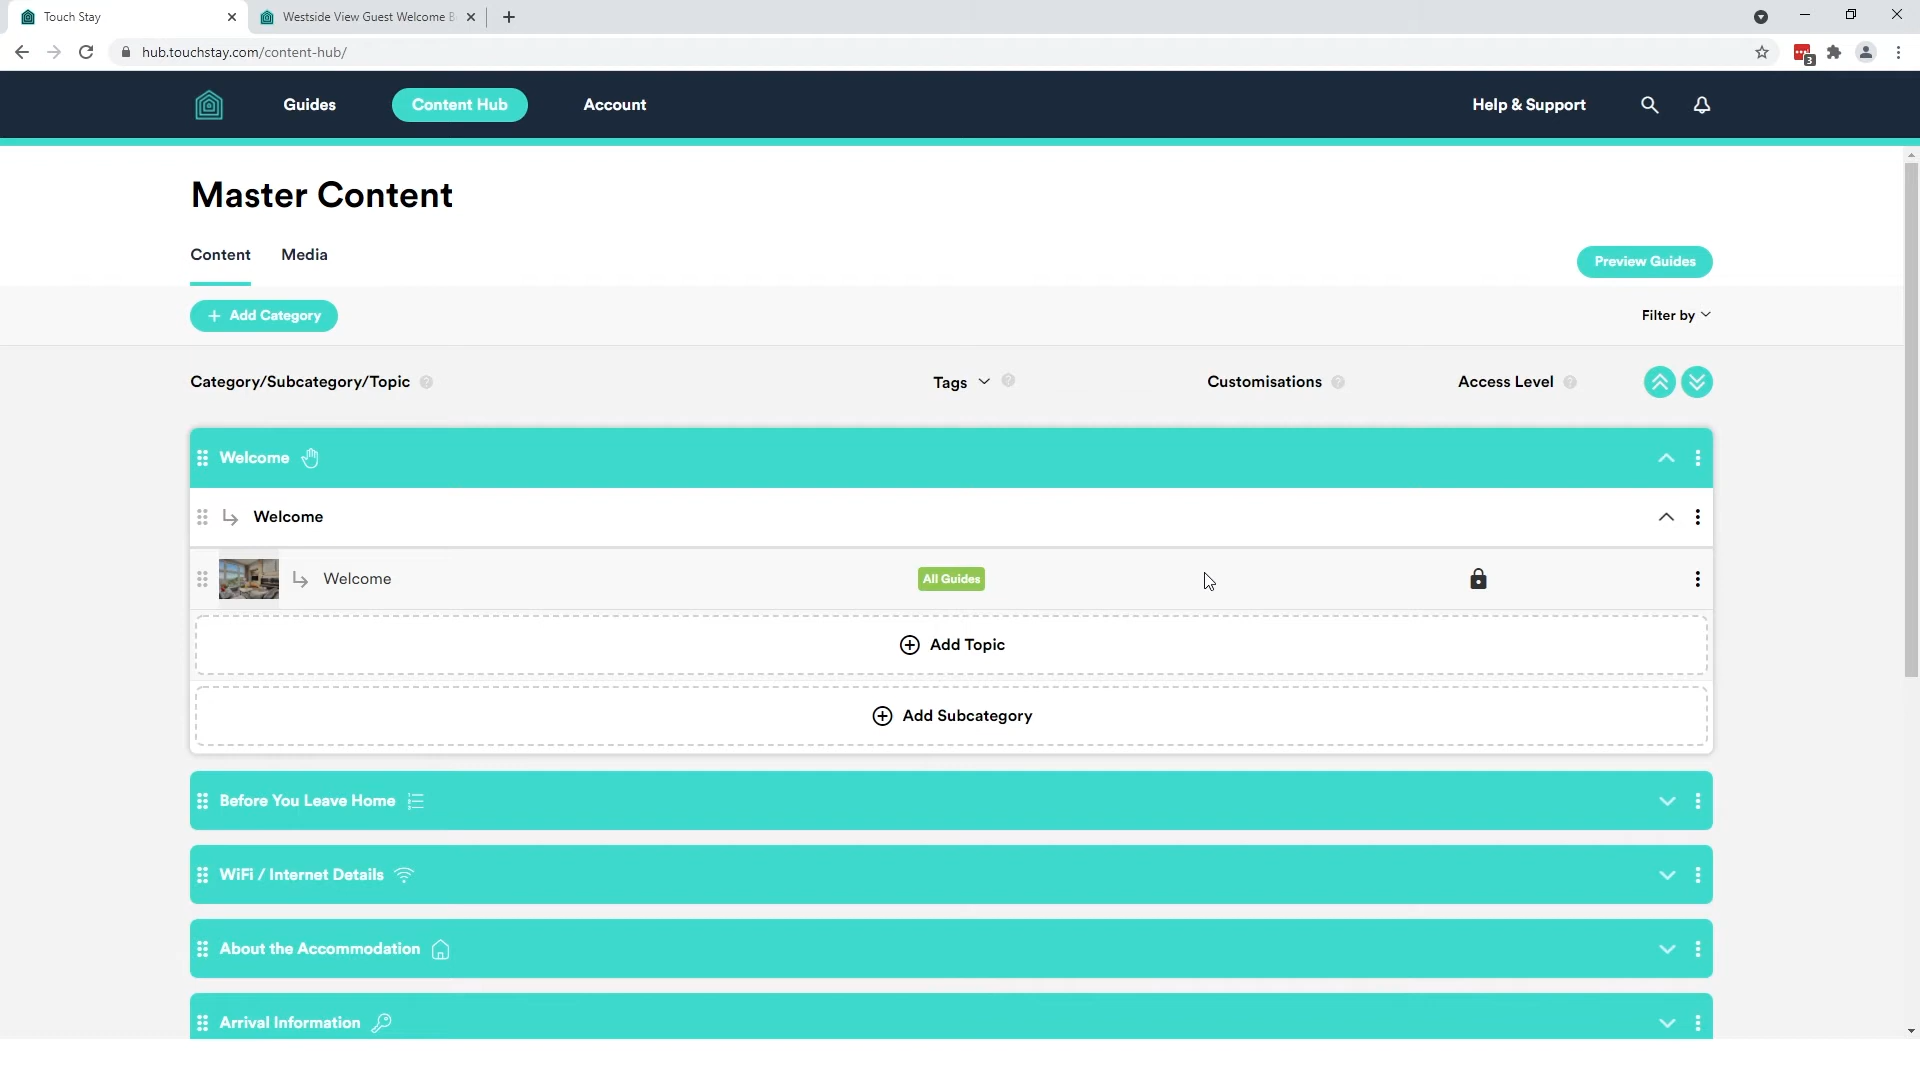 Touch Stay
Westside View Guest Welcome B
hub.touchstay.com/content-hub/
3
Guides
Content Hub
Account
Help & Support
Master Content
Content
Media
Preview Guides
+ Add Category
Filter by
Category/Subcategory/Topic ?
Tags ?
Customisations ?
Access Level ?
Welcome
Welcome
Welcome
All Guides
Add Topic
Add Subcategory
Before You Leave Home
WiFi / Internet Details
About the Accommodation
Arrival Information